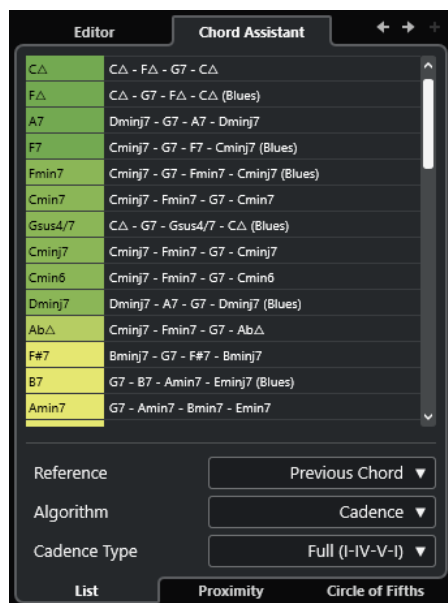 Editor Chord Assistant
C△ C△ - F△ - G7 - C△
F△ C△ - G7 - F△ - C△ (Blues)
A7 Dminj7 - G7 - A7 - Dminj7
F7 Cminj7 - G7 - F7 - Cminj7 (Blues)
Fmin7 Cminj7 - G7 - Fmin7 - Cminj7 (Blues)
Cmin7 Cminj7 - Fmin7 - G7 - Cmin7
Gsus4/7 C△ - G7 - Gsus4/7 - C△ (Blues)
Cminj7 Cminj7 - Fmin7 - G7 - Cminj7
Cmin6 Cminj7 - Fmin7 - G7 - Cmin6
Dminj7 Dminj7 - A7 - G7 - Dminj7 (Blues)
Ab△ Cminj7 - Fmin7 - G7 - Ab△
F#7 Bminj7 - G7 - F#7 - Bminj7
B7 G7 - B7 - Amin7 - Eminj7 (Blues)
Amin7 G7 - Amin7 - Bmin7 - Emin7
Reference Previous Chord
Algorithm Cadence
Cadence Type Full (I-IV-V-I)
List Proximity Circle of Fifths